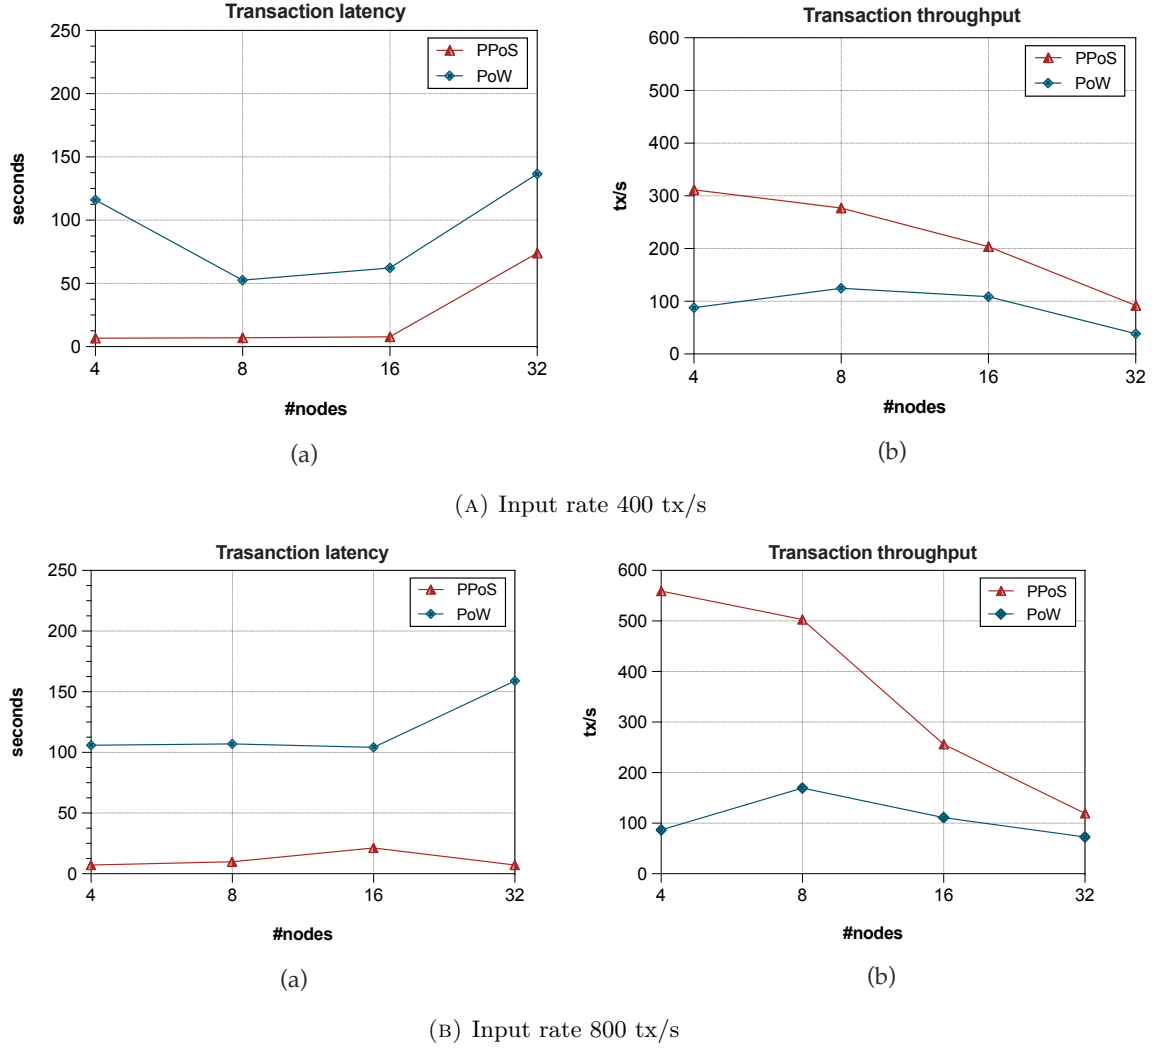 Transaction latency
250
200
150
100
50
0
seconds
PPoS
PoW
4 8 16 32
#nodes
(a)
Transaction throughput
600
500
400
300
200
100
0
tx/s
PPoS
PoW
4 8 16 32
#nodes
(b)
(A) Input rate 400 tx/s
Trasanction latency
250
200
150
100
50
0
seconds
PPoS
PoW
4 8 16 32
#nodes
(a)
Transaction throughput
600
500
400
300
200
100
0
tx/s
PPoS
PoW
4 8 16 32
#nodes
(b)
(B) Input rate 800 tx/s